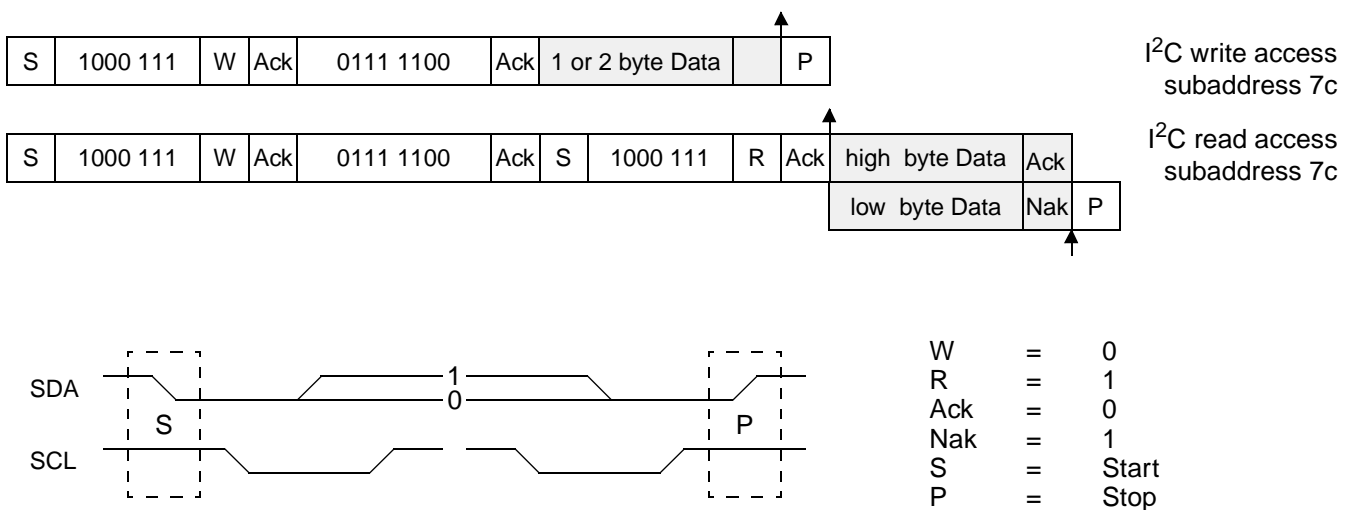 S 1000 111 W Ack 0111 1100 Ack 1 or 2 byte Data P
I²C write access
subaddress 7c
S 1000 111 W Ack 0111 1100 Ack S 1000 111 R Ack high byte Data Ack
I²C read access
subaddress 7c
low byte Data Nak P
SDA 1
0
S P
SCL
W = 0
R = 1
Ack = 0
Nak = 1
S = Start
P = Stop